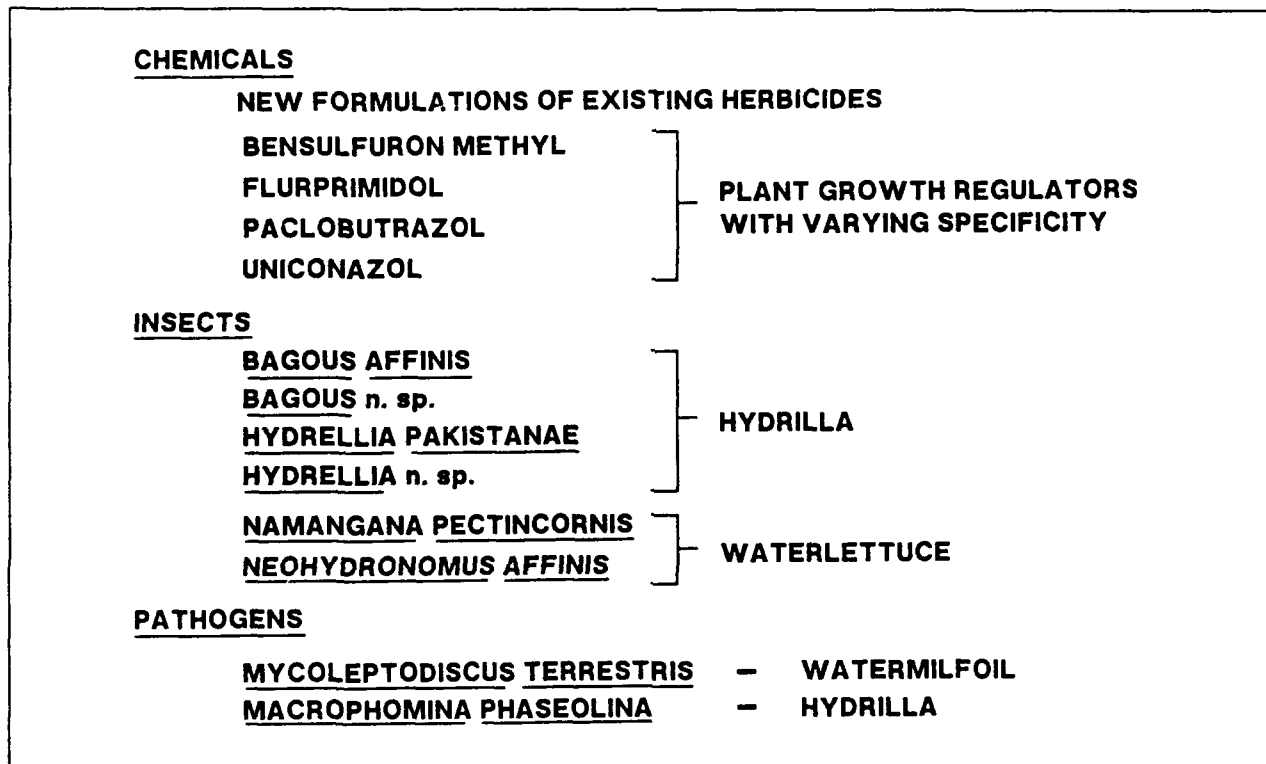 CHEMICALS
NEW FORMULATIONS OF EXISTING HERBICIDES
BENSULFURON METHYL
FLURPRIMIDOL
PACLOBUTRAZOL
UNICONAZOL
PLANT GROWTH REGULATORS
WITH VARYING SPECIFICITY
INSECTS
BAGOUS AFFINIS
BAGOUS n. sp.
HYDRELLIA PAKISTANAE
HYDRELLIA n. sp.
HYDRILLA
NAMANGANA PECTINCORNIS
NEOHYDRONOMUS AFFINIS
WATERLETTUCE
PATHOGENS
MYCOLEPTODISCUS TERRESTRIS – WATERMILFOIL
MACROPHOMINA PHASEOLINA – HYDRILLA